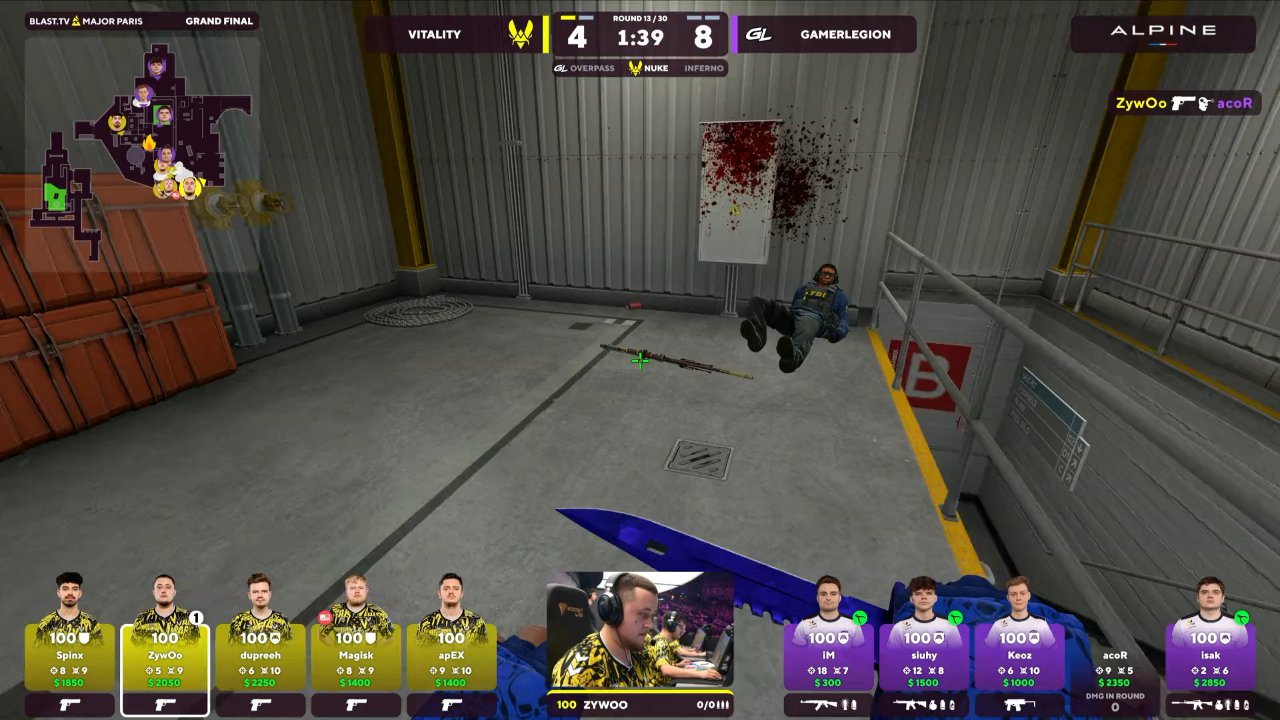 BLAST.TV MAJOR PARIS GRAND FINAL
VITALITY 4 ROUND 13 / 30 1:39 8 GL GAMERLEGION
GL OVERPASS NUKE INFERNO
ALPINE
ZywOo acoR
FBI
B
100 100 100 100 100 100 100 100 100
1
Spinx ZywOo dupreeh Magisk apEX iM siuhy Keoz acoR isak
8 9 5 9 6 10 8 9 9 10 18 7 12 8 6 10 9 5 2 6
$1850 $2050 $2250 $1400 $1400 $300 $1500 $1000 $2350 $2850
DMG IN ROUND
0
100 ZYWOO 0/0